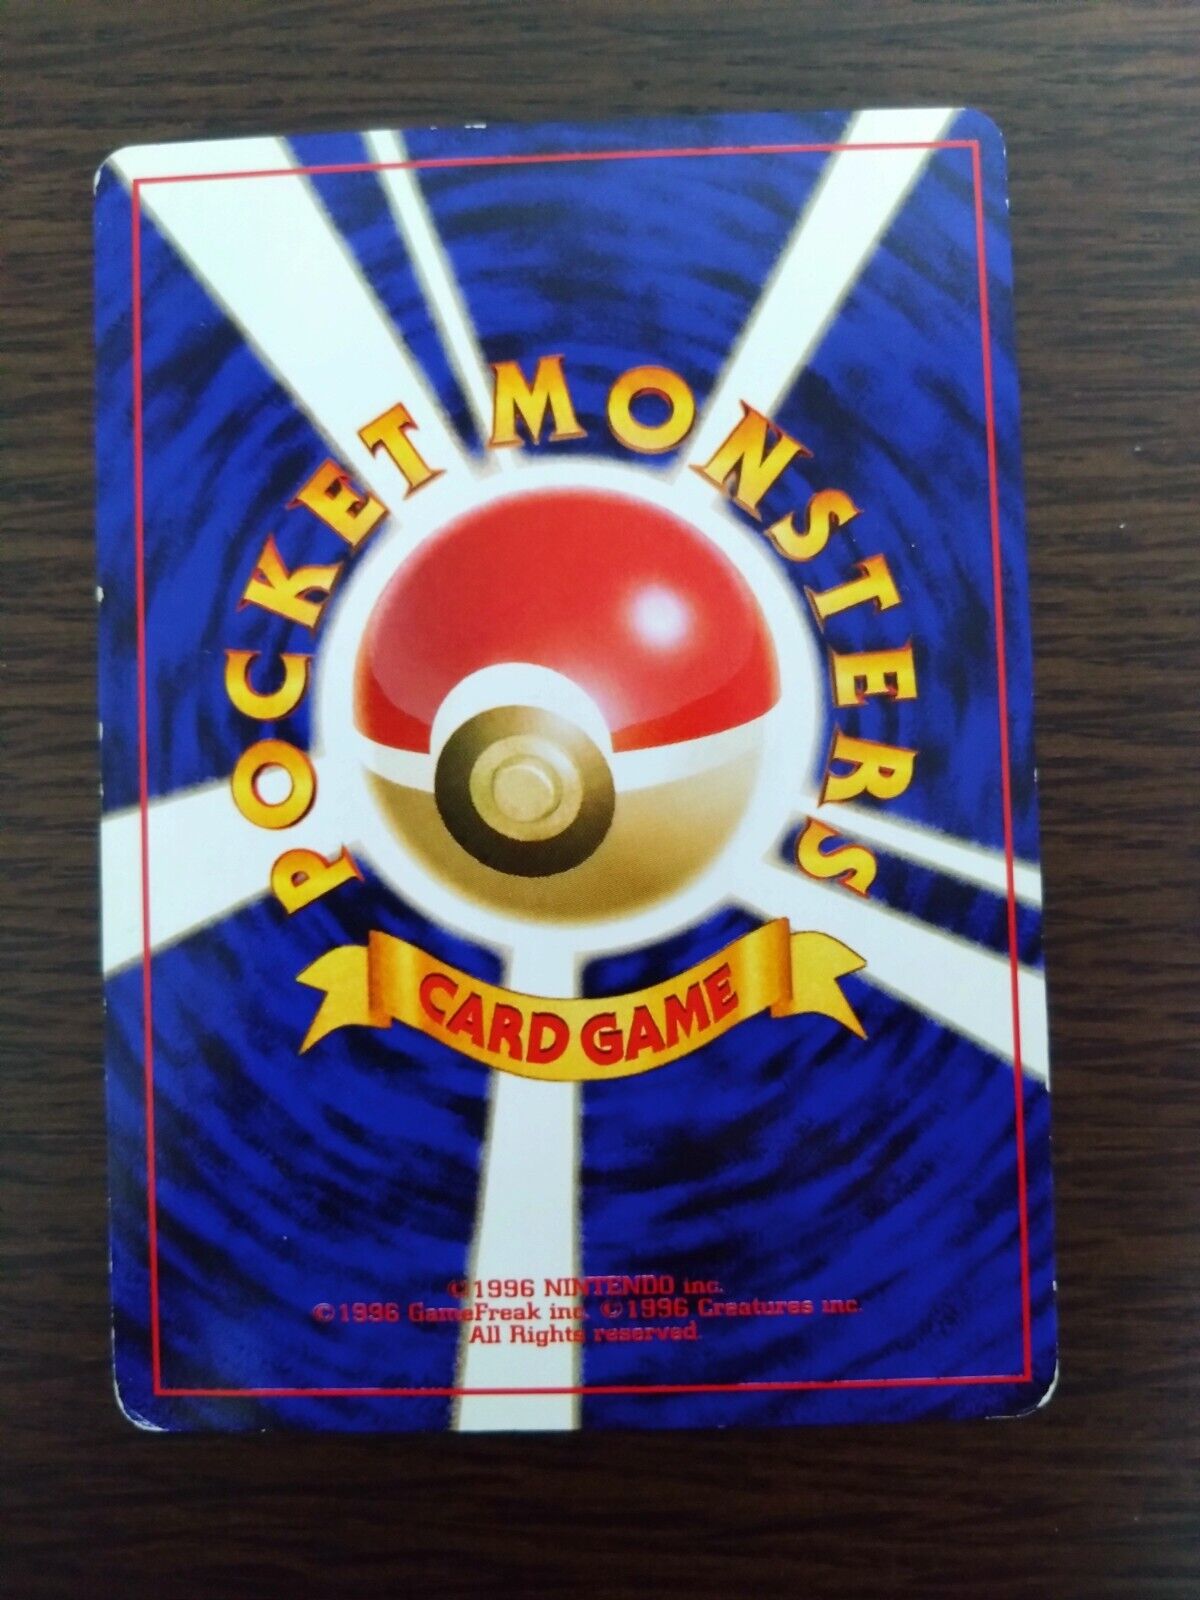 POCKET MONSTERS
CARD GAME
©1996 NINTENDO inc.
©1996 GameFreak inc. ©1996 Creatures inc.
All Rights reserved.